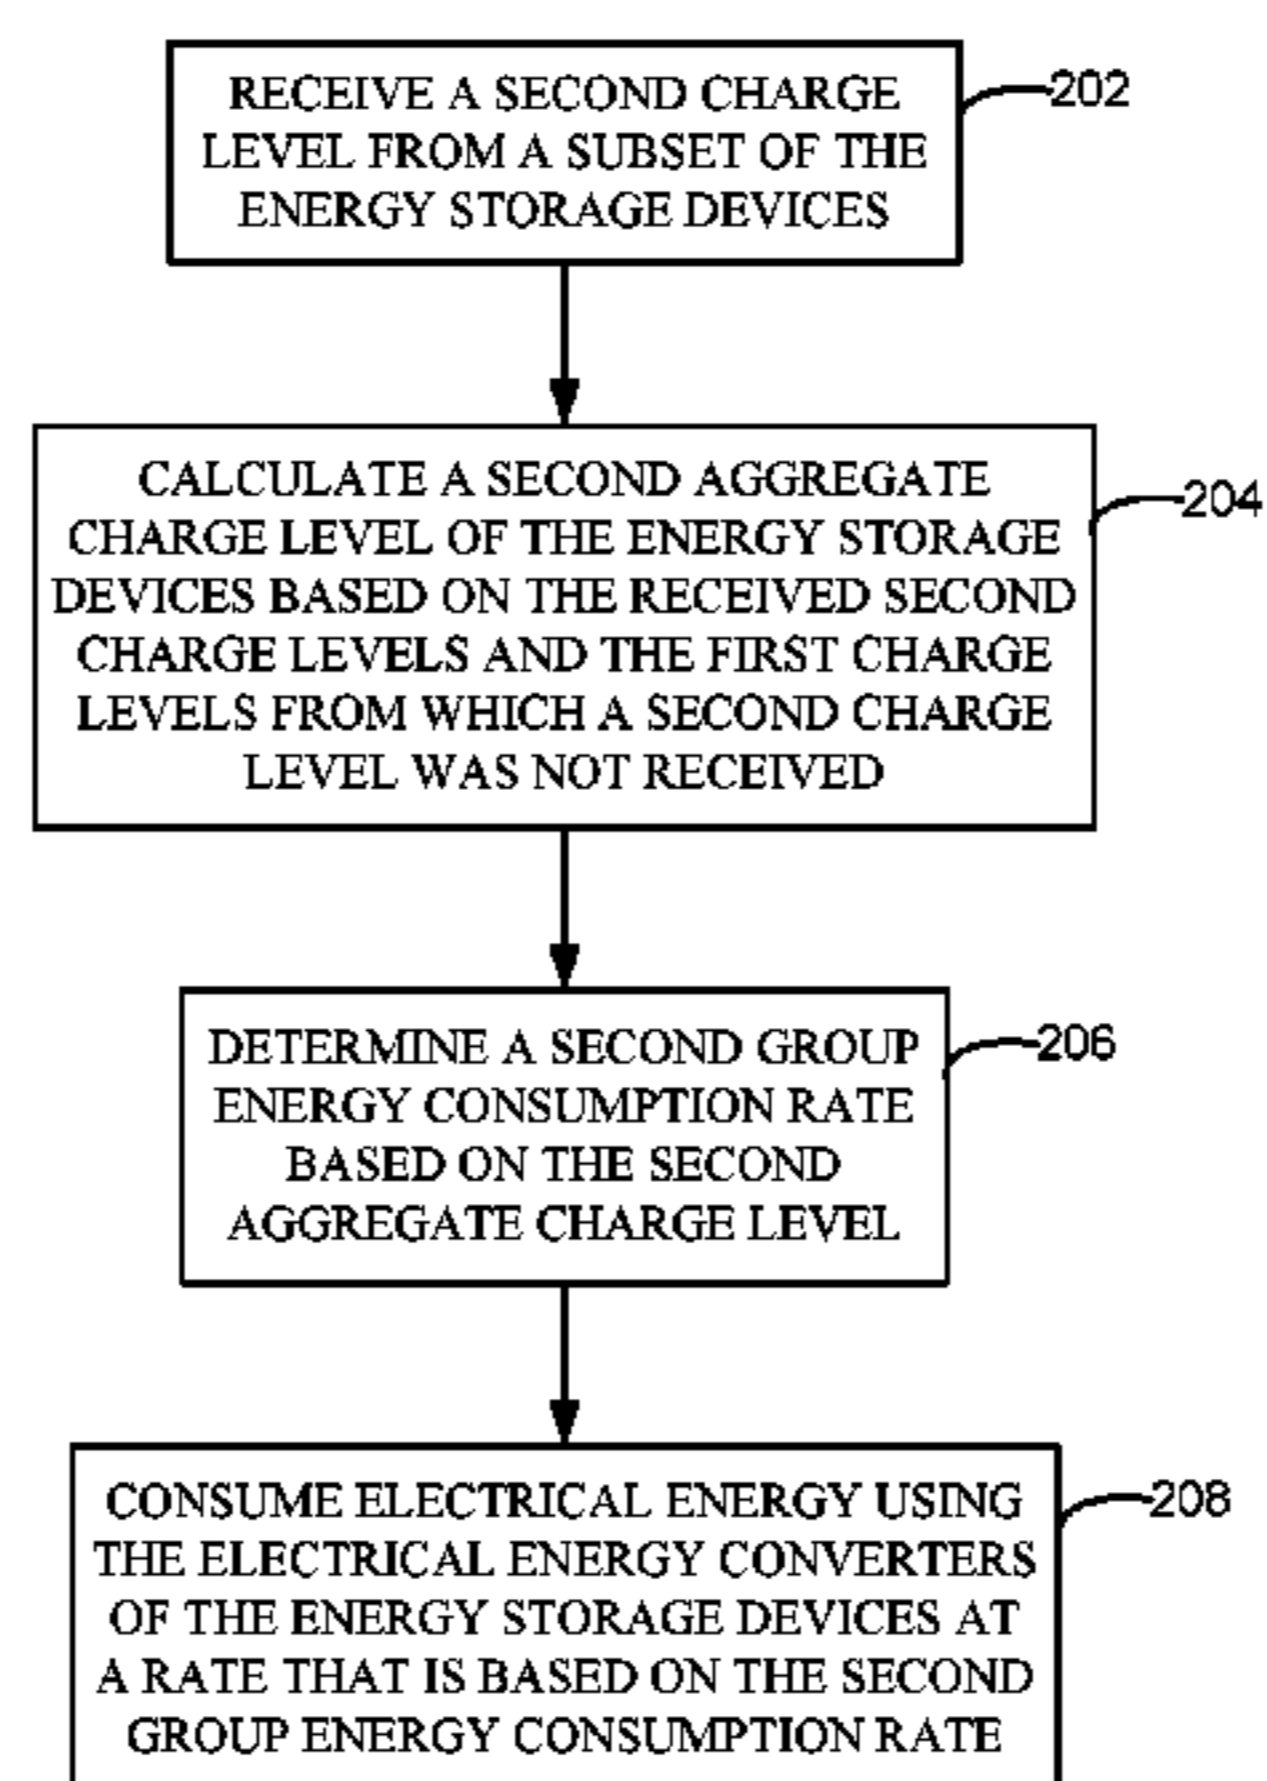 RECEIVE A SECOND CHARGE
LEVEL FROM A SUBSET OF THE
ENERGY STORAGE DEVICES
202
CALCULATE A SECOND AGGREGATE
CHARGE LEVEL OF THE ENERGY STORAGE
DEVICES BASED ON THE RECEIVED SECOND
CHARGE LEVELS AND THE FIRST CHARGE
LEVELS FROM WHICH A SECOND CHARGE
LEVEL WAS NOT RECEIVED
204
DETERMINE A SECOND GROUP
ENERGY CONSUMPTION RATE
BASED ON THE SECOND
AGGREGATE CHARGE LEVEL
206
CONSUME ELECTRICAL ENERGY USING
THE ELECTRICAL ENERGY CONVERTERS
OF THE ENERGY STORAGE DEVICES AT
A RATE THAT IS BASED ON THE SECOND
GROUP ENERGY CONSUMPTION RATE
208